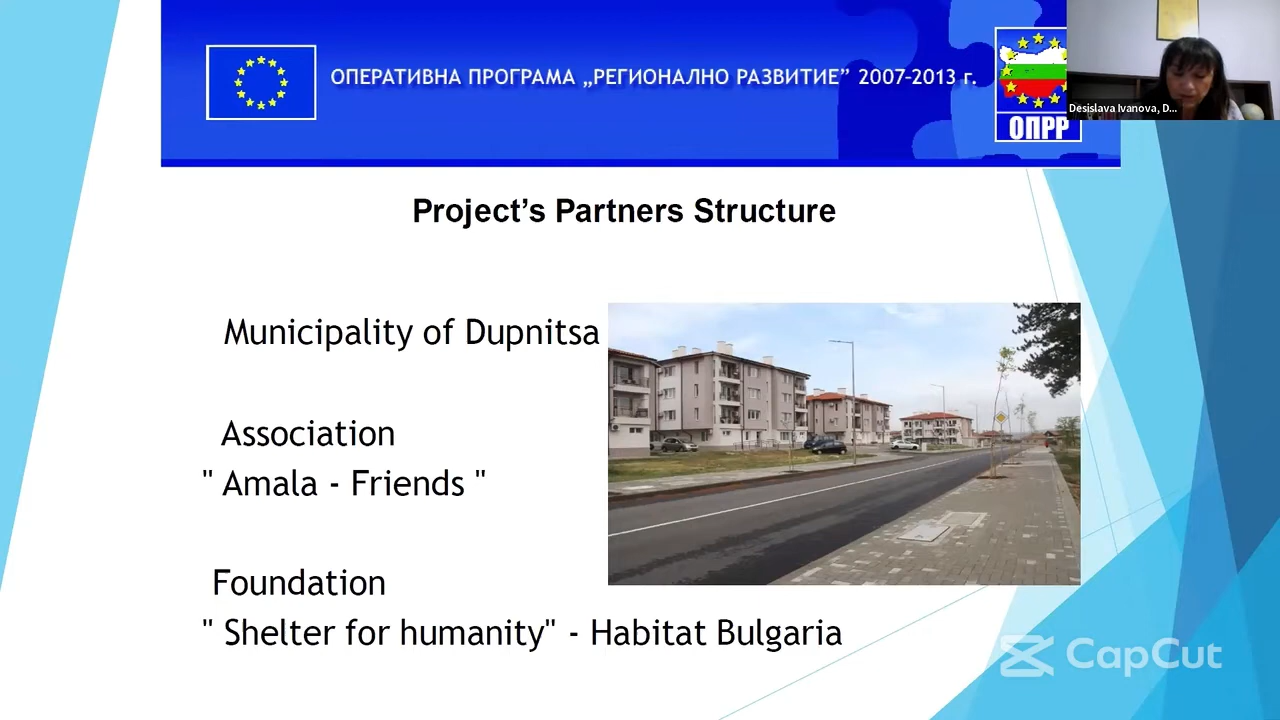 ОПЕРАТИВНА ПРОГРАМА „РЕГИОНАЛНО РАЗВИТИЕ” 2007-2013 г.
ОПРР
Desislava Ivanova, D...
Project’s Partners Structure
Municipality of Dupnitsa
Association
" Amala - Friends "
Foundation
" Shelter for humanity" - Habitat Bulgaria
CapCut